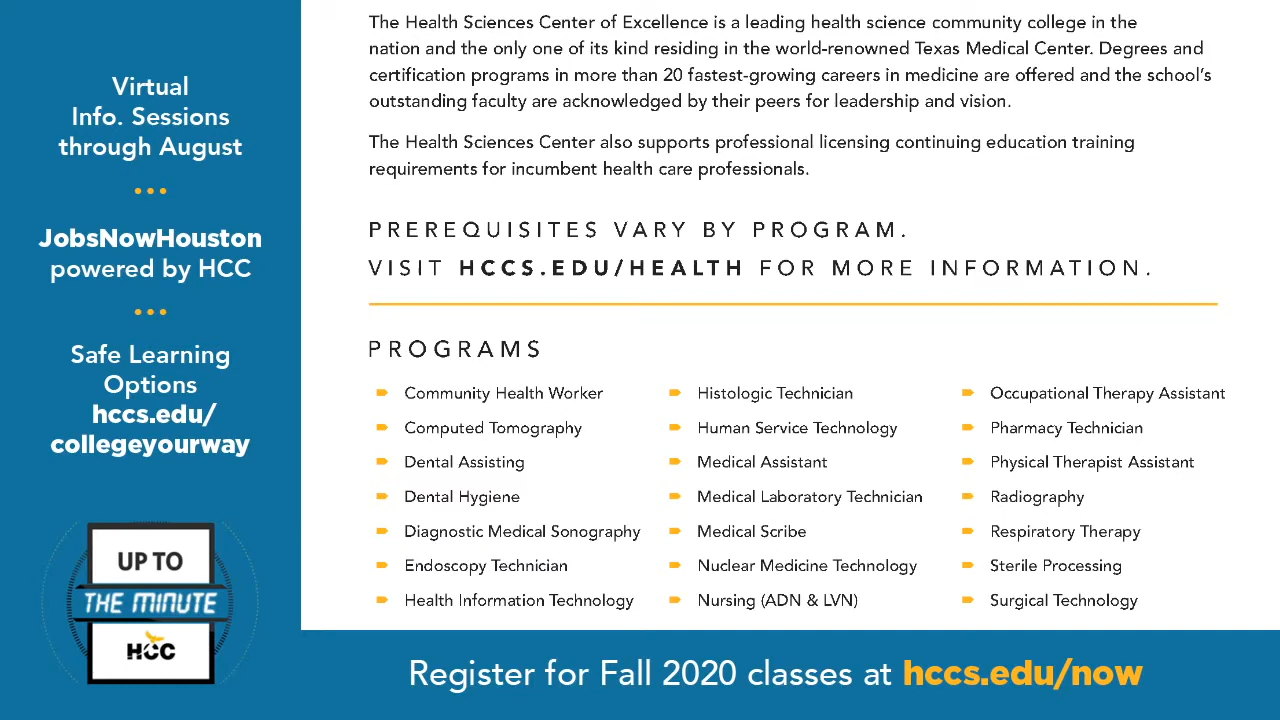 Virtual
Info. Sessions
through August
JobsNowHouston
powered by HCC
Safe Learning
Options
hccs.edu/
collegeyourway
UP TO
THE MINUTE
HCC
The Health Sciences Center of Excellence is a leading health science community college in the
nation and the only one of its kind residing in the world-renowned Texas Medical Center. Degrees and
certification programs in more than 20 fastest-growing careers in medicine are offered and the school's
outstanding faculty are acknowledged by their peers for leadership and vision.
The Health Sciences Center also supports professional licensing continuing education training
requirements for incumbent health care professionals.
PREREQUISITES VARY BY PROGRAM.
VISIT HCCS.EDU/HEALTH FOR MORE INFORMATION.
PROGRAMS
Community Health Worker
Computed Tomography
Dental Assisting
Dental Hygiene
Diagnostic Medical Sonography
Endoscopy Technician
Health Information Technology
Histologic Technician
Human Service Technology
Medical Assistant
Medical Laboratory Technician
Medical Scribe
Nuclear Medicine Technology
Nursing (ADN & LVN)
Occupational Therapy Assistant
Pharmacy Technician
Physical Therapist Assistant
Radiography
Respiratory Therapy
Sterile Processing
Surgical Technology
Register for Fall 2020 classes at hccs.edu/now